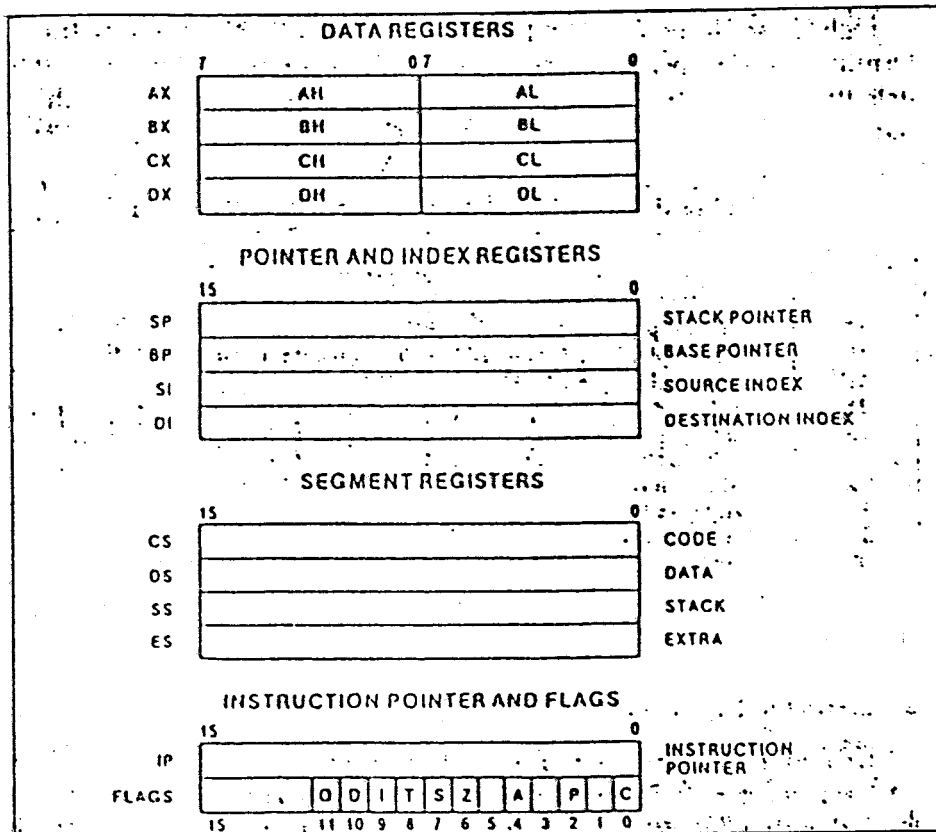 DATA REGISTERS
7 0 7 0
AX AH AL
BX BH BL
CX CH CL
DX DH DL
POINTER AND INDEX REGISTERS
15 0
SP STACK POINTER
BP BASE POINTER
SI SOURCE INDEX
DI DESTINATION INDEX
SEGMENT REGISTERS
15 0
CS CODE
DS DATA
SS STACK
ES EXTRA
INSTRUCTION POINTER AND FLAGS
15 0
IP INSTRUCTION
POINTER
FLAGS O D I T S Z A P C
15 11 10 9 8 7 6 5 4 3 2 1 0